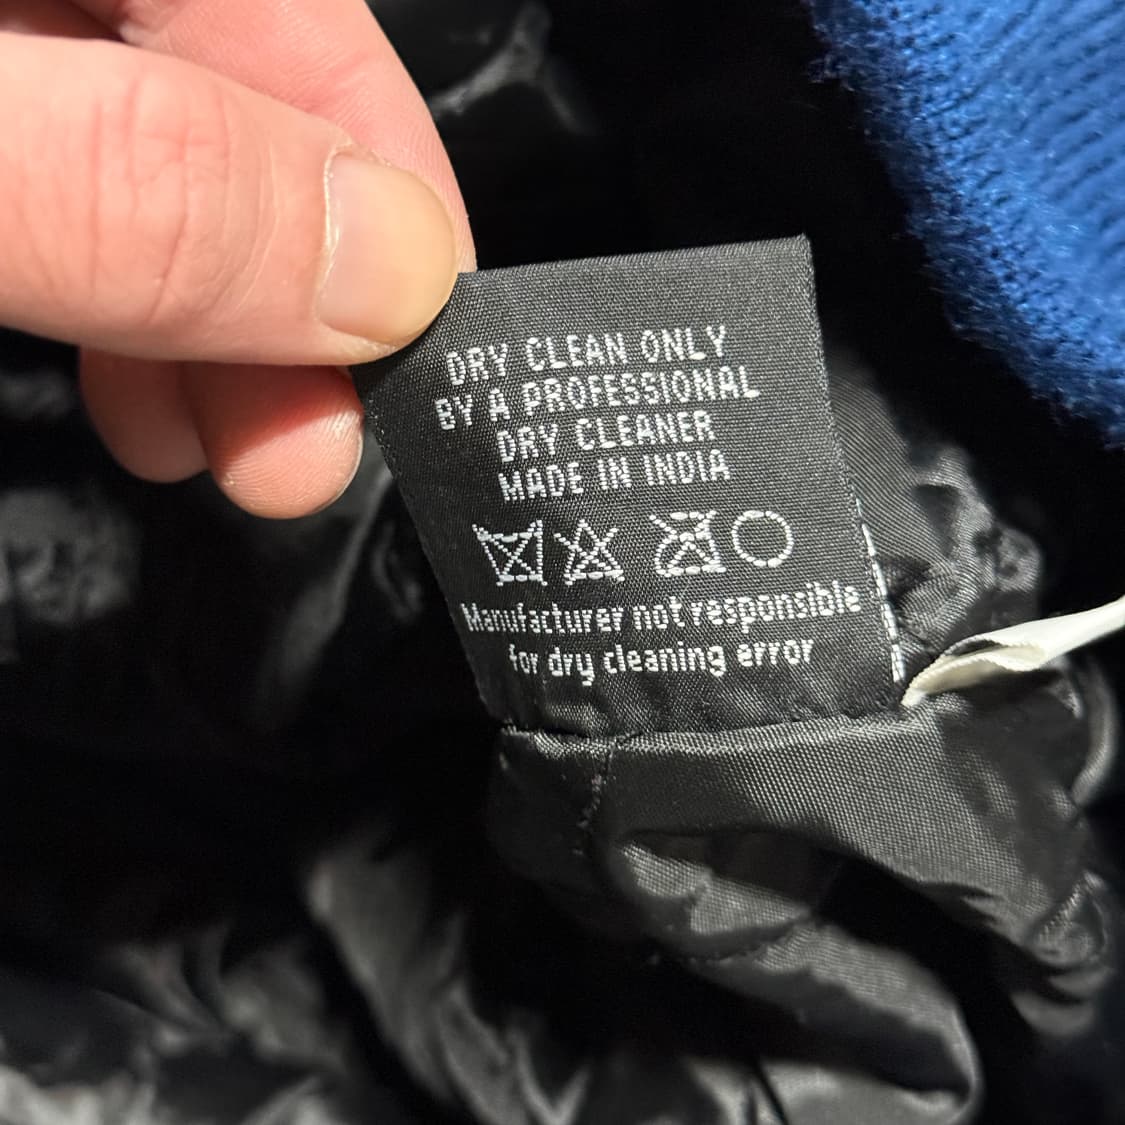 DRY CLEAN ONLY
BY A PROFESSIONAL
DRY CLEANER
MADE IN INDIA
Manufacturer not responsible
for dry cleaning error